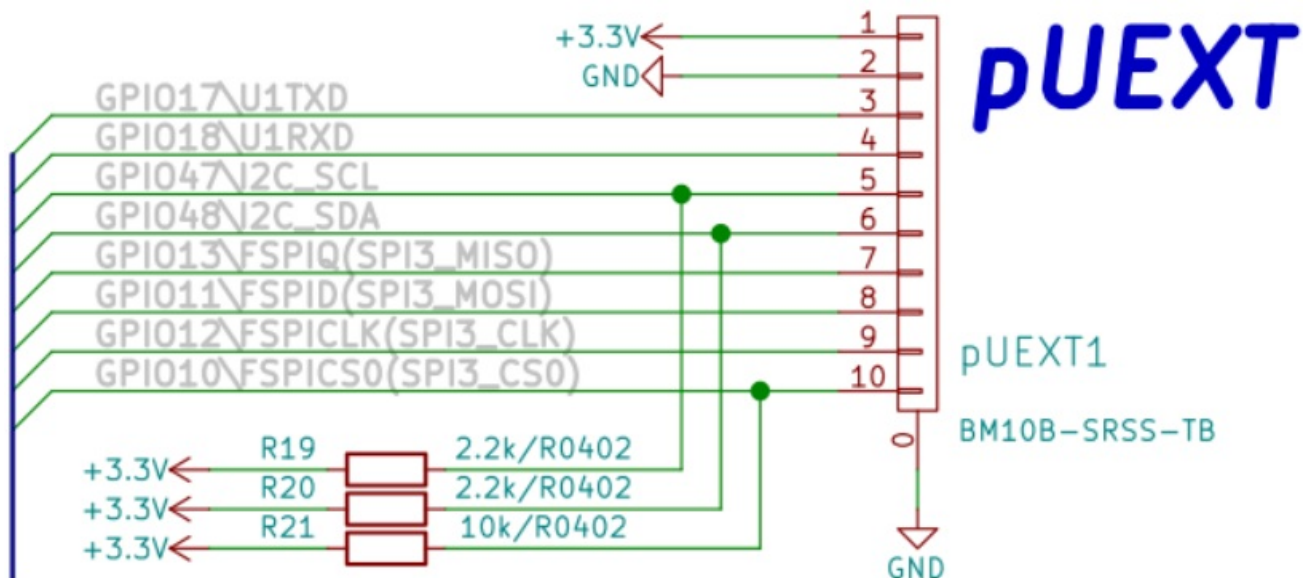 +3.3V 1
pUEXT
GND 2
GPIO17\U1TXD 3
GPIO18\U1RXD 4
GPIO47\I2C_SCL 5
GPIO48\I2C_SDA 6
GPIO13\FSPIQ(SPI3_MISO) 7
GPIO11\FSPID(SPI3_MOSI) 8
GPIO12\FSPICLK(SPI3_CLK) 9
GPIO10\FSPICS0(SPI3_CS0) 10
pUEXT1
BM10B-SRSS-TB
0
GND
+3.3V R19 2.2k/R0402
+3.3V R20 2.2k/R0402
+3.3V R21 10k/R0402